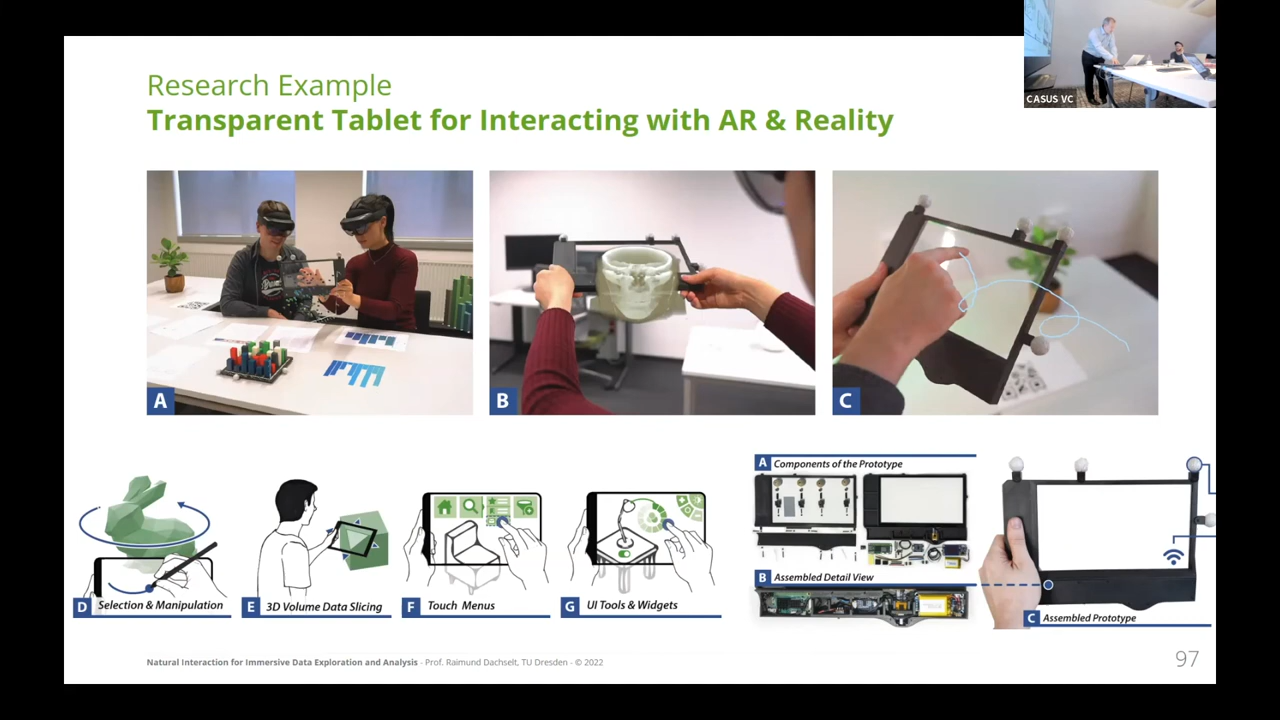 CASUS VC
Research Example
Transparent Tablet for Interacting with AR & Reality
A
B
C
A Components of the Prototype
B Assembled Detail View
C Assembled Prototype
D Selection & Manipulation
E 3D Volume Data Slicing
F Touch Menus
G UI Tools & Widgets
Natural Interaction for Immersive Data Exploration and Analysis - Prof. Raimund Dachselt, TU Dresden - © 2022
97